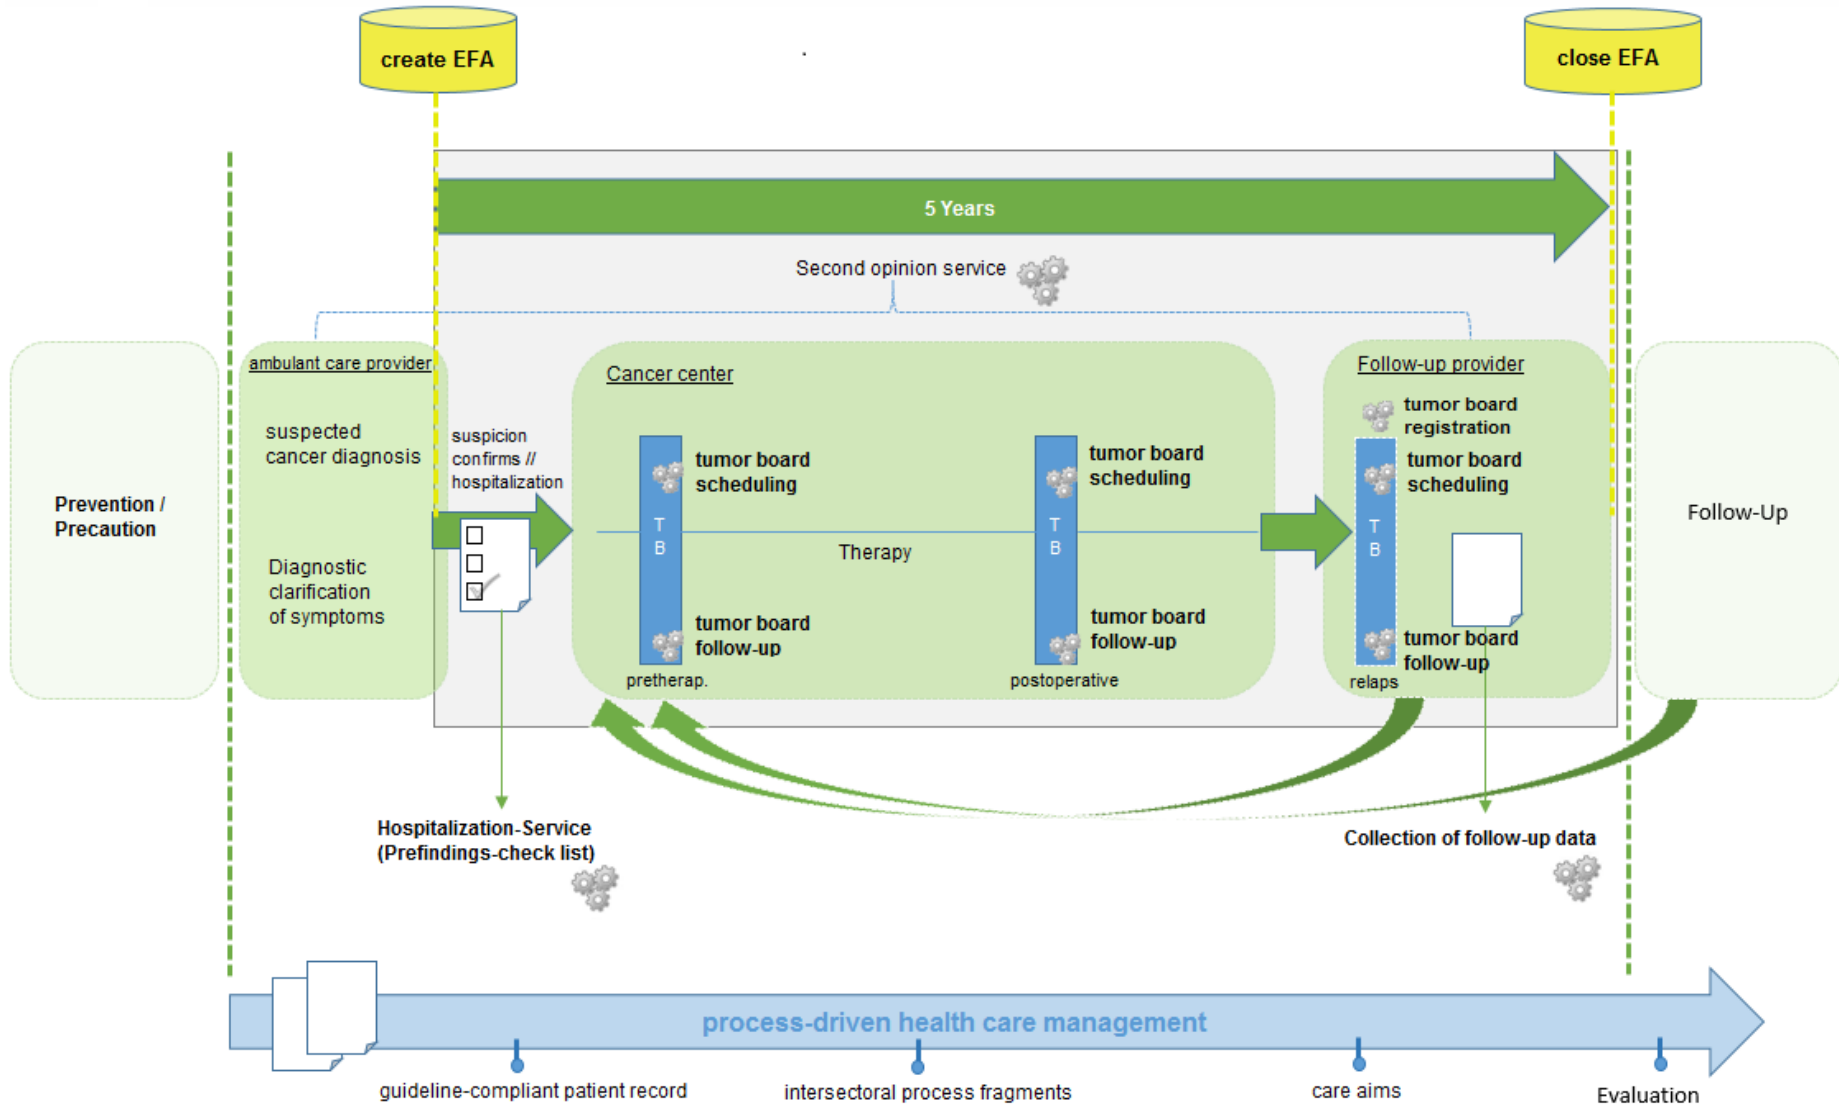 create EFA
close EFA
5 Years
Second opinion service
ambulant care provider
suspected
cancer diagnosis
Diagnostic
clarification
of symptoms
Prevention /
Precaution
suspicion
confirms //
hospitalization
Cancer center
tumor board
scheduling
T
B
tumor board
follow-up
pretherap.
Therapy
tumor board
scheduling
T
B
tumor board
follow-up
postoperative
Follow-up provider
tumor board
registration
tumor board
scheduling
T
B
tumor board
follow-up
relaps
Follow-Up
Hospitalization-Service
(Prefindings-check list)
Collection of follow-up data
process-driven health care management
guideline-compliant patient record
intersectoral process fragments
care aims
Evaluation